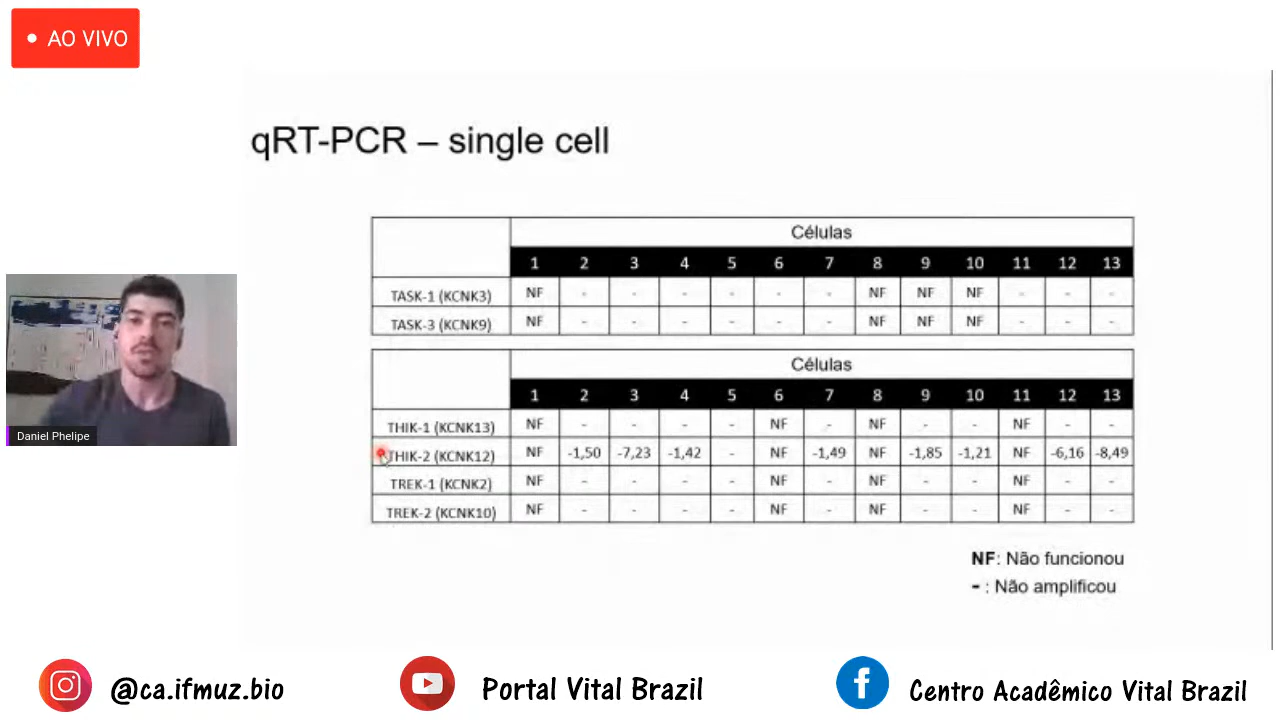 AO VIVO
qRT-PCR – single cell
Células
1 2 3 4 5 6 7 8 9 10 11 12 13
TASK-1 (KCNK3) NF - - - - - - NF NF NF - - -
TASK-3 (KCNK9) NF - - - - - - NF NF NF - - -
Células
1 2 3 4 5 6 7 8 9 10 11 12 13
THIK-1 (KCNK13) NF - - - - NF - NF - - NF - -
THIK-2 (KCNK12) NF -1,50 -7,23 -1,42 - NF -1,49 NF -1,85 -1,21 NF -6,16 -8,49
TREK-1 (KCNK2) NF - - - - NF - NF - - NF - -
TREK-2 (KCNK10) NF - - - - NF - NF - - NF - -
NF: Não funcionou
- : Não amplificou
Daniel Phelipe
@ca.ifmuz.bio
Portal Vital Brazil
Centro Acadêmico Vital Brazil